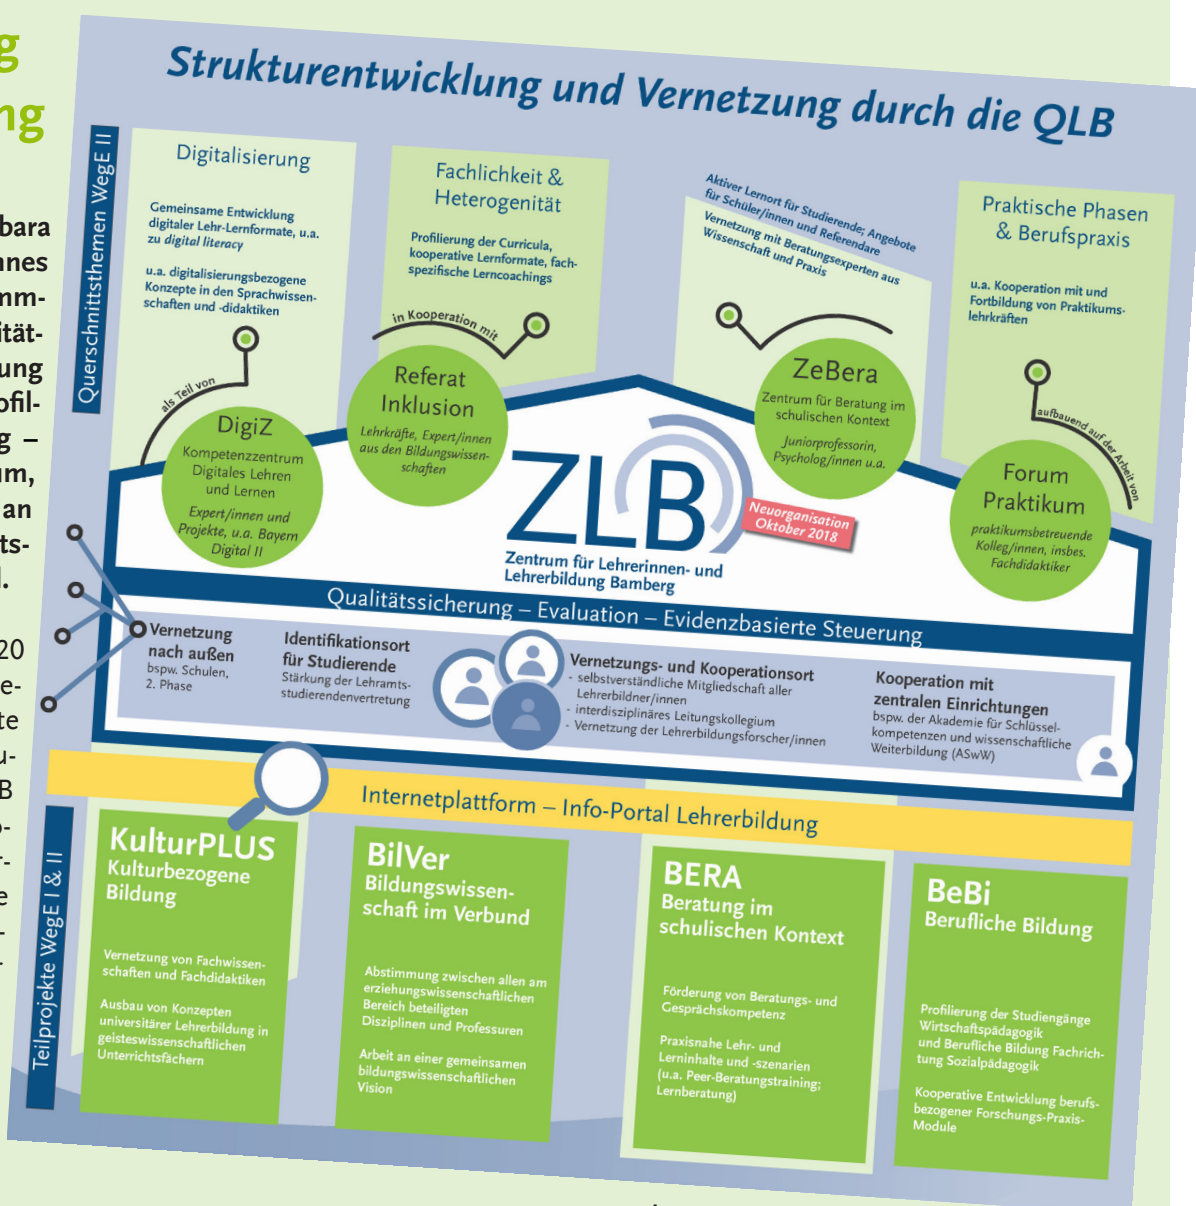 g
ng
bara
nnes
mm-
ität-
ung
ofil-
g –
um,
an
ts-
l.
20
e-
te
u-
B
o-
r-
e
-
-
Strukturentwicklung und Vernetzung durch die QLB
Querschnittsthemen WegE II
Digitalisierung
Gemeinsame Entwicklung
digitaler Lehr-Lernformate, u.a.
zu digital literacy
u.a. digitalisierungsbezogene
Konzepte in den Sprachwissen-
schaften und -didaktiken
als Teil von
DigiZ
Kompetenzzentrum
Digitales Lehren
und Lernen
Expert/innen und
Projekte, u.a. Bayern
Digital II
Fachlichkeit &
Heterogenität
Profilierung der Curricula,
kooperative Lernformate, fach-
spezifische Lerncoachings
in Kooperation mit
Referat
Inklusion
Lehrkräfte, Expert/innen
aus den Bildungswissen-
schaften
Aktiver Lernort für Studierende; Angebote
für Schüler/innen und Referendare
Vernetzung mit Beratungsexperten aus
Wissenschaft und Praxis
ZeBera
Zentrum für Beratung im
schulischen Kontext
Juniorprofessorin,
Psycholog/innen u.a.
Praktische Phasen
& Berufspraxis
u.a. Kooperation mit und
Fortbildung von Praktikums-
lehrkräften
aufbauend auf der Arbeit von
Forum
Praktikum
praktikumsbetreuende
Kolleg/innen, insbes.
Fachdidaktiker
ZLB
Neuorganisation
Oktober 2018
Zentrum für Lehrerinnen- und
Lehrerbildung Bamberg
Qualitätssicherung – Evaluation – Evidenzbasierte Steuerung
Vernetzung
nach außen
bspw. Schulen,
2. Phase
Identifikationsort
für Studierende
Stärkung der Lehramts-
studierendenvertretung
Vernetzungs- und Kooperationsort
- selbstverständliche Mitgliedschaft aller
Lehrerbildner/innen
- interdisziplinäres Leitungskollegium
- Vernetzung der Lehrerbildungsforscher/innen
Kooperation mit
zentralen Einrichtungen
bspw. der Akademie für Schlüssel-
kompetenzen und wissenschaftliche
Weiterbildung (ASwW)
Internetplattform – Info-Portal Lehrerbildung
Teilprojekte WegE I & II
KulturPLUS
Kulturbezogene
Bildung
Vernetzung von Fachwissen-
schaften und Fachdidaktiken
Ausbau von Konzepten
universitärer Lehrerbildung in
geisteswissenschaftlichen
Unterrichtsfächern
BilVer
Bildungswissen-
schaft im Verbund
Abstimmung zwischen allen am
erziehungswissenschaftlichen
Bereich beteiligten
Disziplinen und Professuren
Arbeit an einer gemeinsamen
bildungswissenschaftlichen
Vision
BERA
Beratung im
schulischen Kontext
Förderung von Beratungs- und
Gesprächskompetenz
Praxisnahe Lehr- und
Lerninhalte und -szenarien
(u.a. Peer-Beratungstraining;
Lernberatung)
BeBi
Berufliche Bildung
Profilierung der Studiengänge
Wirtschaftspädagogik
und Berufliche Bildung Fachrich-
tung Sozialpädagogik
Kooperative Entwicklung berufs-
bezogener Forschungs-Praxis-
Module